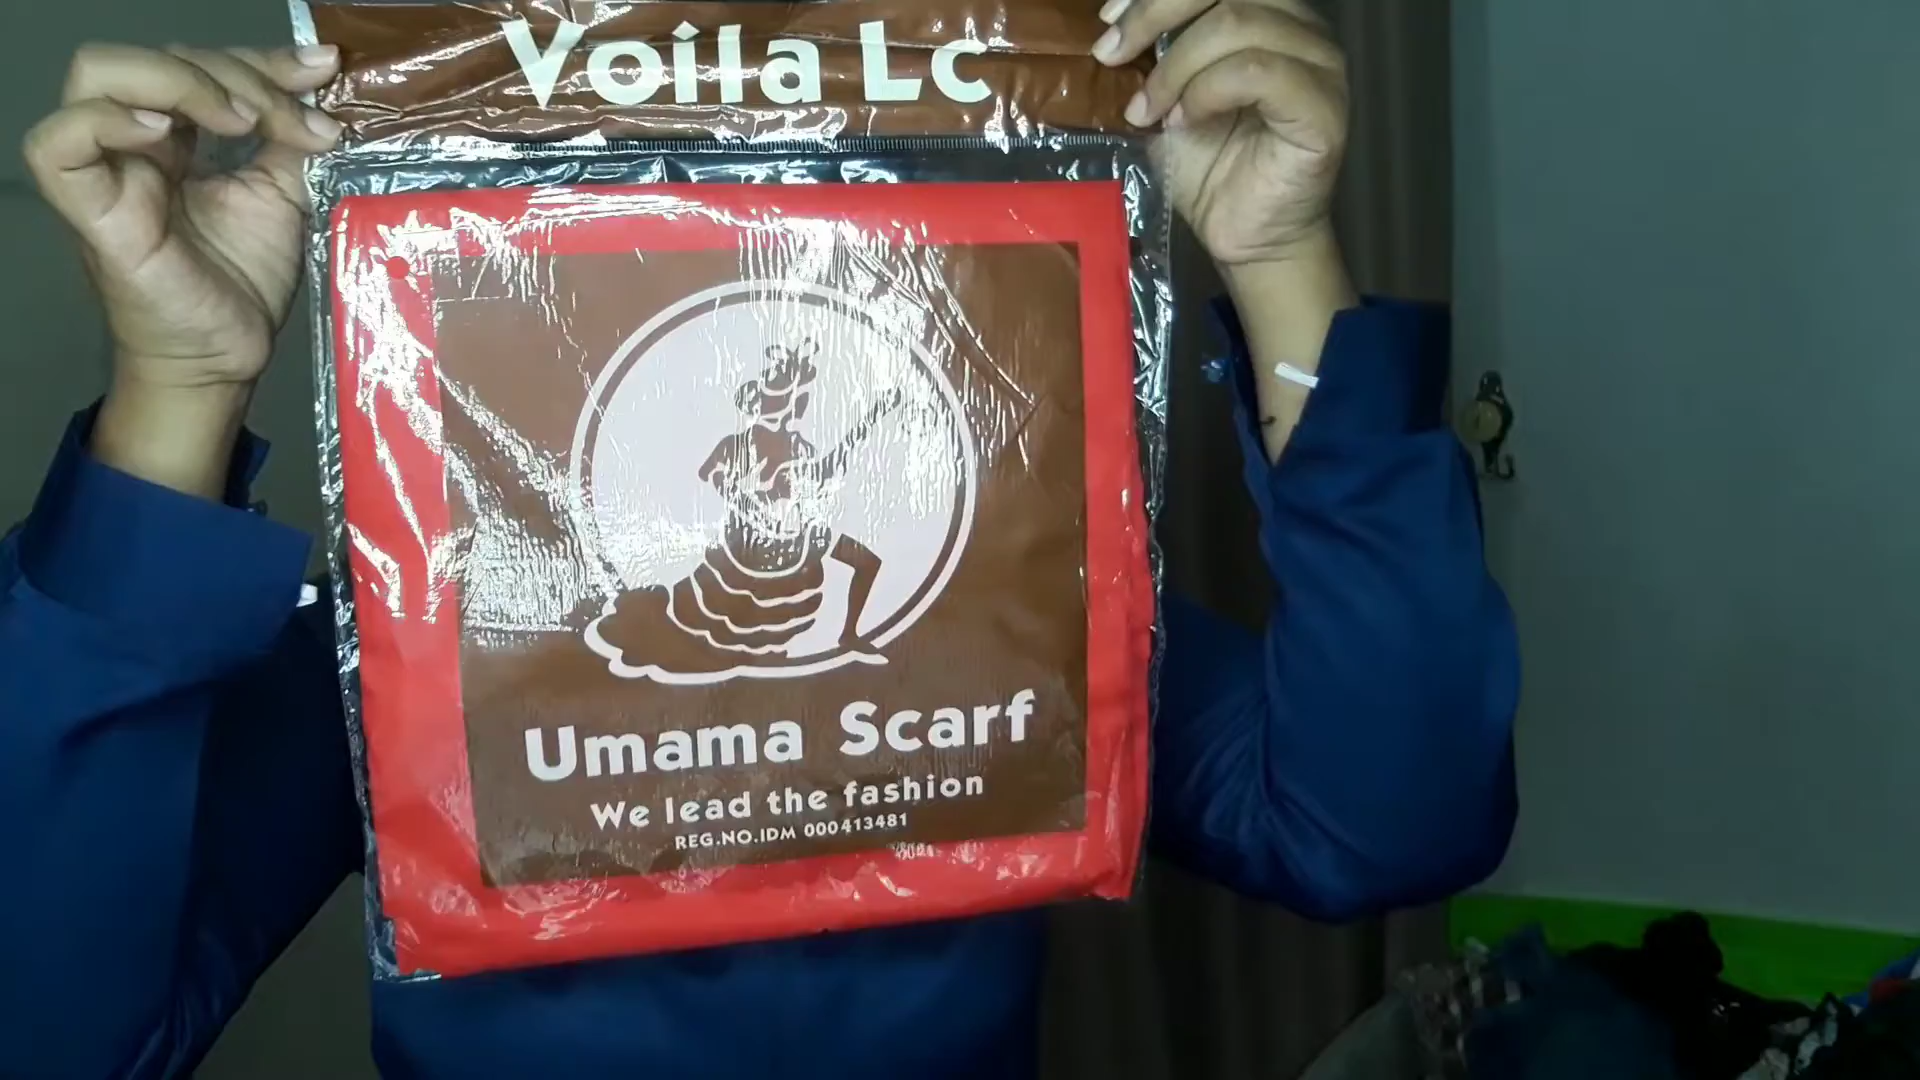 Voila Lc
Umama Scarf
We lead the fashion
REG.NO.IDM 000413481